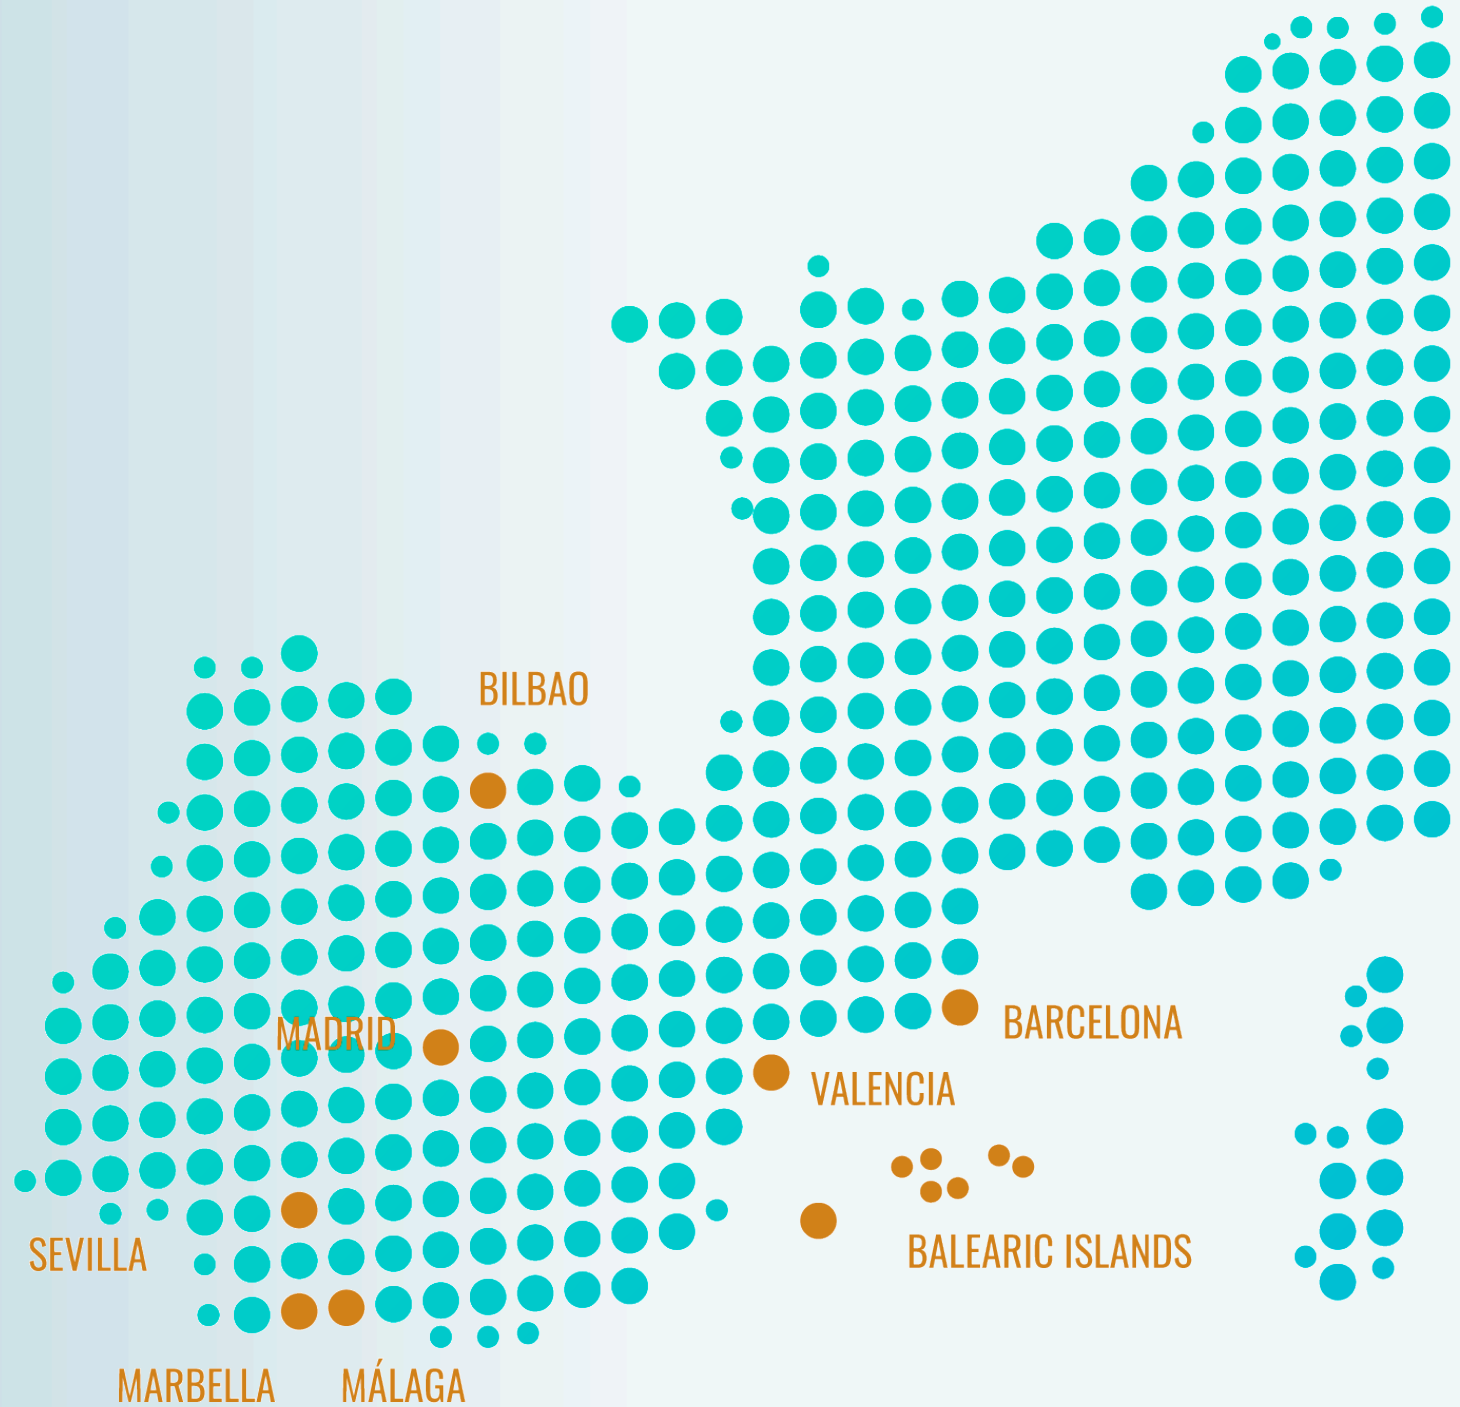 BILBAO
MADRID
BARCELONA
VALENCIA
SEVILLA
BALEARIC ISLANDS
MARBELLA
MÁLAGA